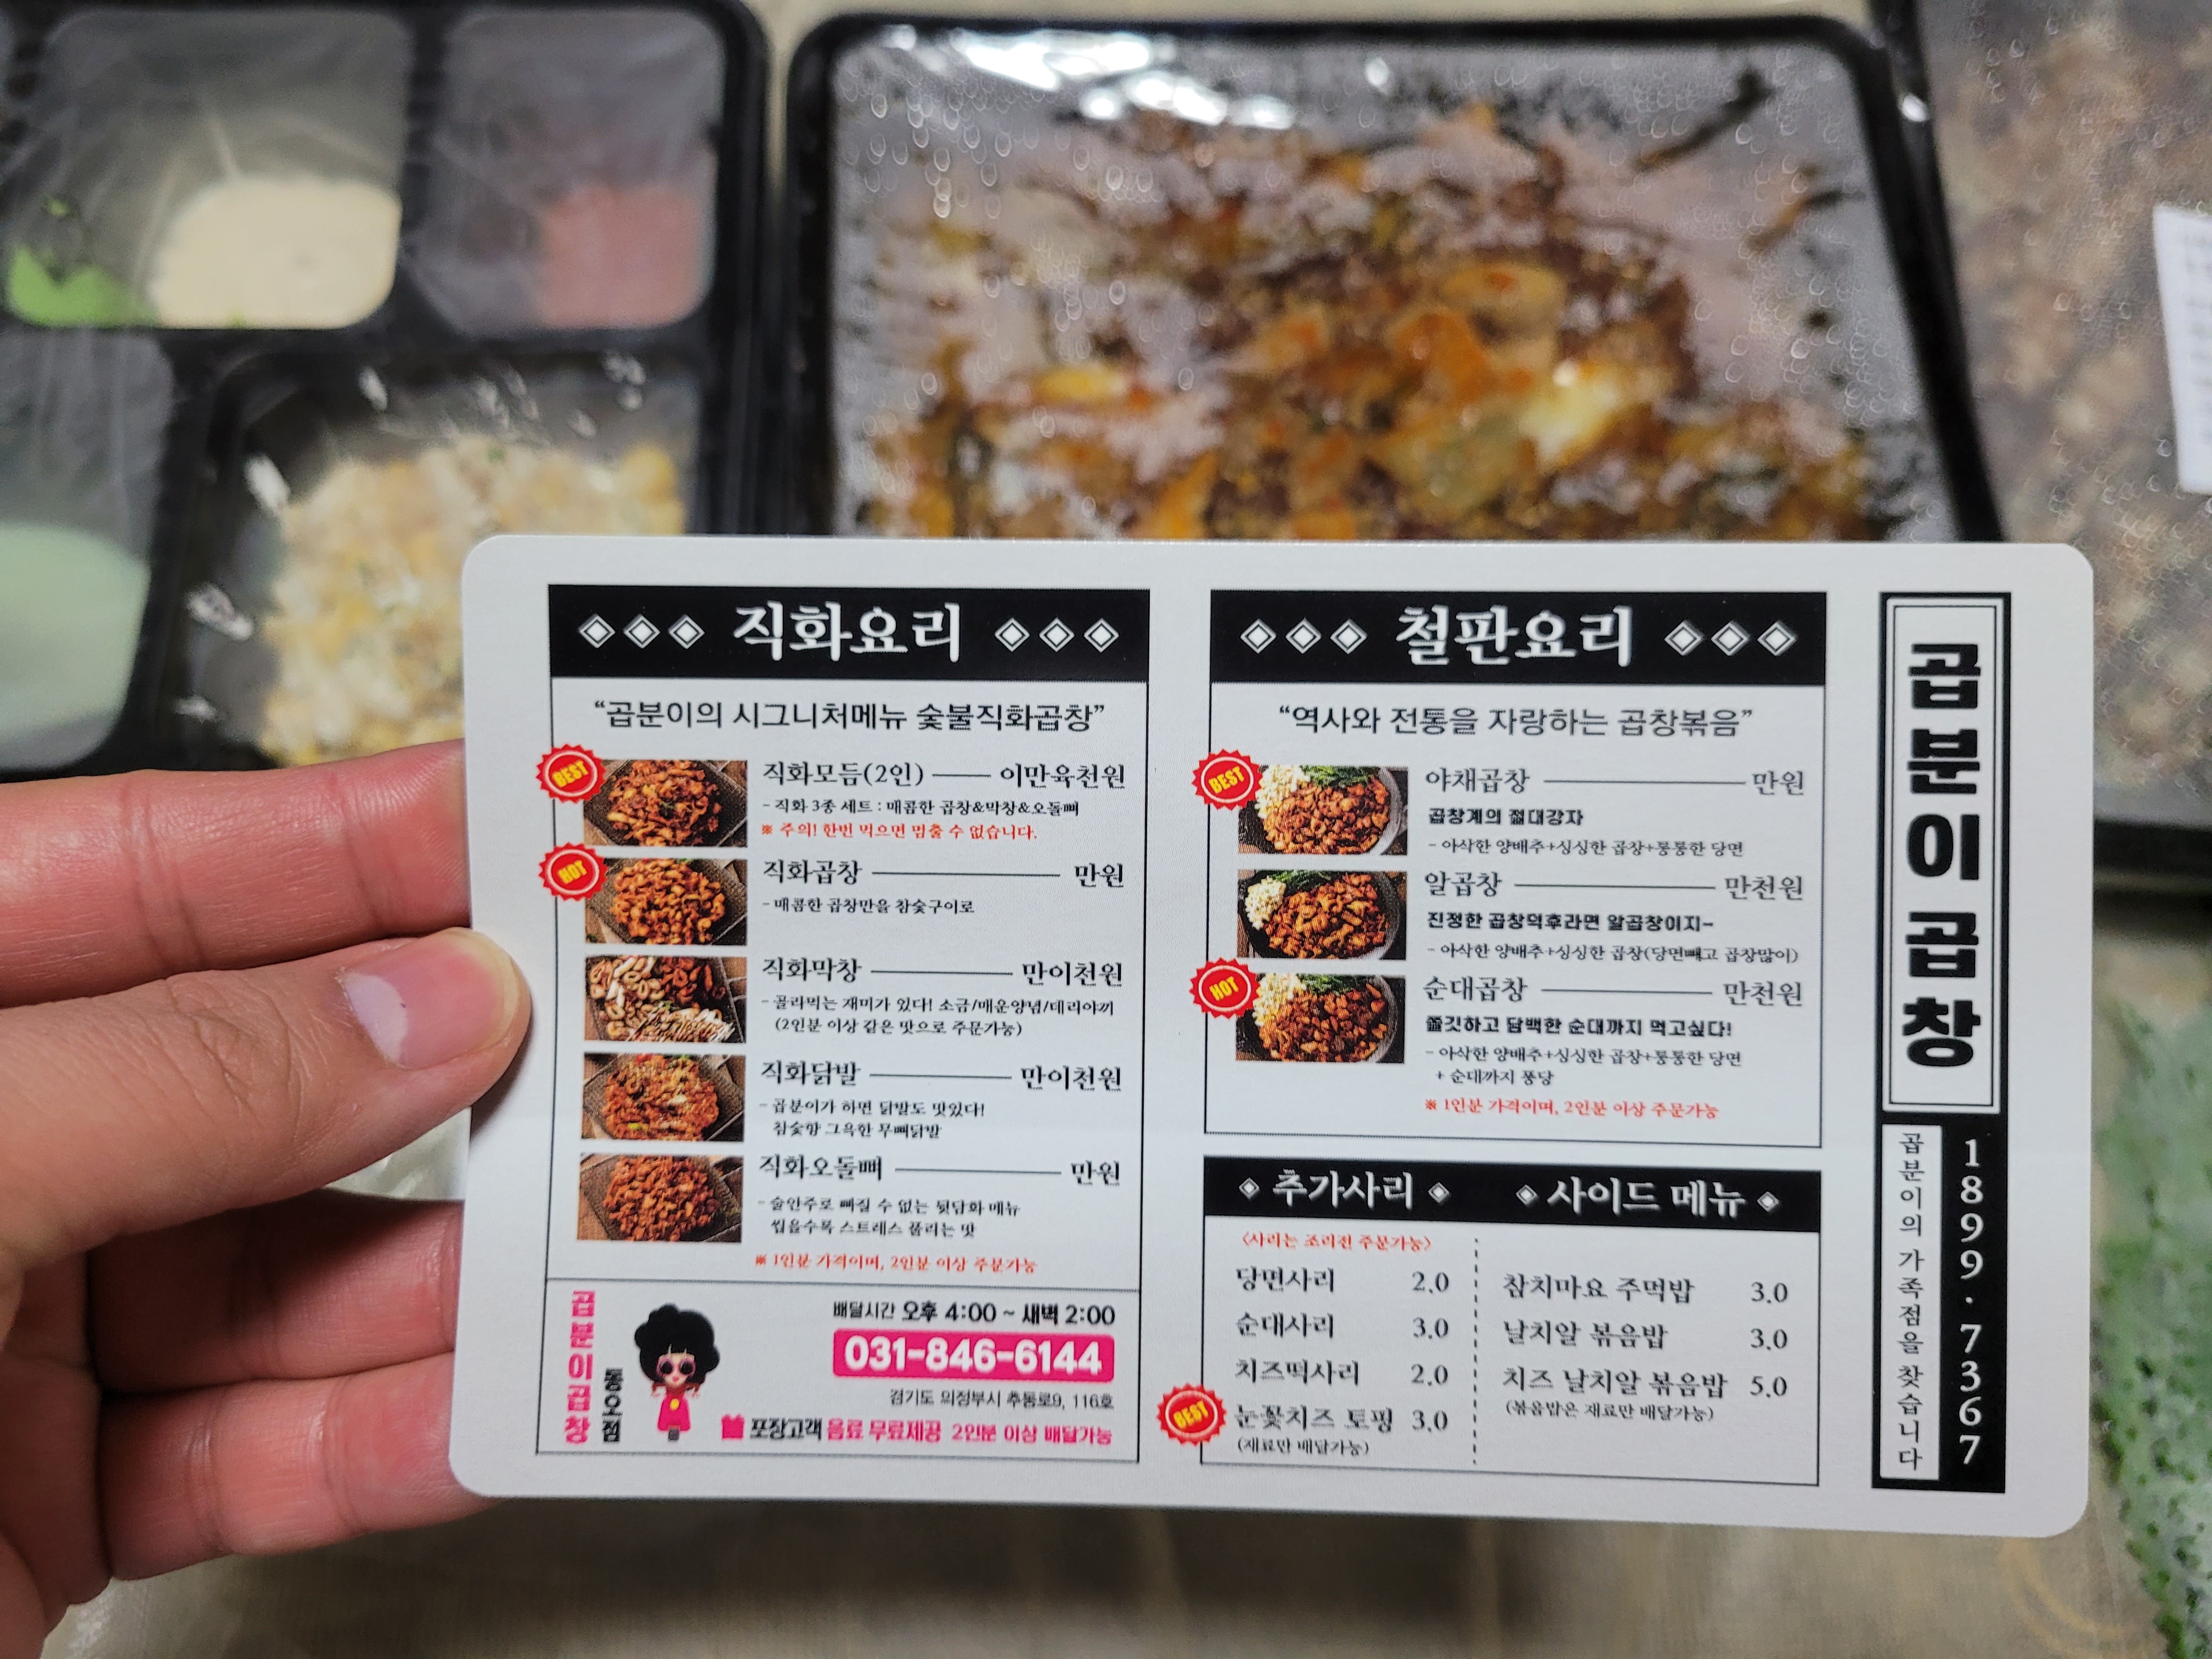 직화요리
“곱분이의 시그니처메뉴 숯불직화곱창”
BEST
직화모듬(2인) 이만육천원
- 직화 3종 세트 : 매콤한 곱창&막창&오돌뼈
※ 주의! 한번 먹으면 멈출 수 없습니다.
HOT
직화곱창 만원
- 매콤한 곱창만을 참숯구이로
직화막창 만이천원
- 골라먹는 재미가 있다! 소금/매운양념/데리야끼
(2인분 이상 같은 맛으로 주문가능)
직화닭발 만이천원
- 곱분이가 하면 닭발도 맛있다!
참숯향 그윽한 무뼈닭발
직화오돌뼈 만원
- 술안주로 빠질 수 없는 뒷담화 메뉴
씹을수록 스트레스 풀리는 맛
※ 1인분 가격이며, 2인분 이상 주문가능
곱분이곱창
동오점
배달시간 오후 4:00 ~ 새벽 2:00
031-846-6144
경기도 의정부시 추동로9, 116호
포장고객 음료 무료제공 2인분 이상 배달가능
철판요리
“역사와 전통을 자랑하는 곱창볶음”
BEST
야채곱창 만원
곱창계의 절대강자
- 아삭한 양배추+싱싱한 곱창+통통한 당면
알곱창 만천원
진정한 곱창덕후라면 알곱창이지~
- 아삭한 양배추+싱싱한 곱창(당면빼고 곱창많이)
HOT
순대곱창 만천원
쫄깃하고 담백한 순대까지 먹고싶다!
- 아삭한 양배추+싱싱한 곱창+통통한 당면
+ 순대까지 퐁당
※ 1인분 가격이며, 2인분 이상 주문가능
추가사리
<사리는 조리전 주문가능>
당면사리 2.0
순대사리 3.0
치즈떡사리 2.0
BEST
눈꽃치즈 토핑 3.0
(재료만 배달가능)
사이드 메뉴
참치마요 주먹밥 3.0
날치알 볶음밥 3.0
치즈 날치알 볶음밥 5.0
(볶음밥은 재료만 배달가능)
곱분이곱창
곱분이의 가족점을 찾습니다
1899·7367